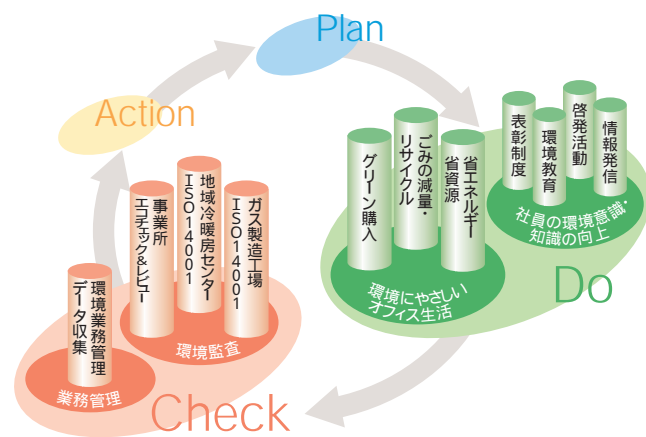 Plan
Action
表彰制度
環境教育
啓発活動
情報発信
社員の環境意識・
知識の向上
グリーン購入
ごみの減量・
リサイクル
省エネルギー
省資源
環境にやさしい
オフィス生活
Do
事業所
エコチェック&レビュー
地域冷暖房センター
ISO14001
ガス製造工場
ISO14001
環境監査
環境業務管理
データ収集
業務管理
Check